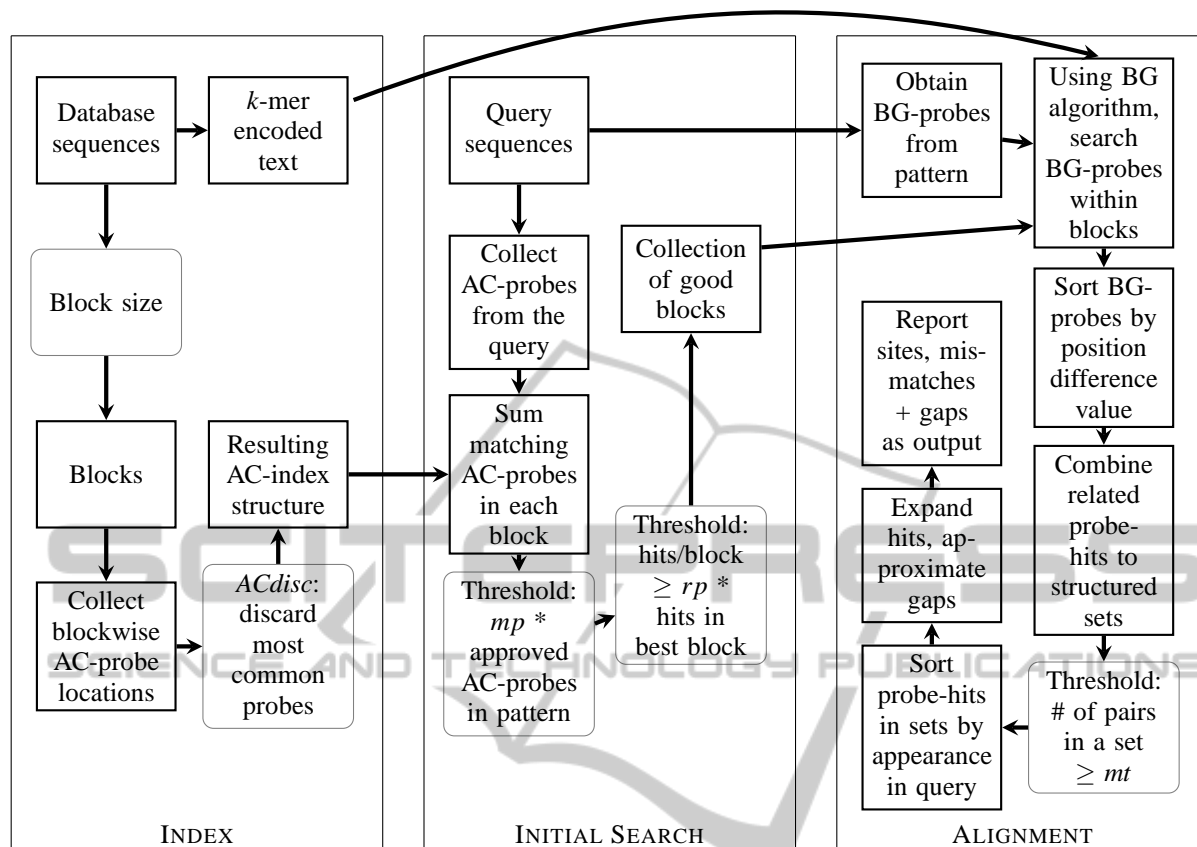 Database
sequences
k-mer
encoded
text
Block size
Blocks
Collect
blockwise
AC-probe
locations
ACdisc:
discard
most
common
probes
Resulting
AC-index
structure
INDEX
Query
sequences
Collect
AC-probes
from the
query
Sum
matching
AC-probes
in each
block
Threshold:
mp *
approved
AC-probes
in pattern
Threshold:
hits/block
≥ rp *
hits in
best block
Collection
of good
blocks
INITIAL SEARCH
Obtain
BG-probes
from
pattern
Using BG
algorithm,
search
BG-probes
within
blocks
Sort BG-
probes by
position
difference
value
Combine
related
probe-
hits to
structured
sets
Threshold:
# of pairs
in a set
≥ mt
Sort
probe-hits
in sets by
appearance
in query
Expand
hits, ap-
proximate
gaps
Report
sites, mis-
matches
+ gaps
as output
ALIGNMENT
SCITEPRESS
SCIENCE AND TECHNOLOGY PUBLICATIONS